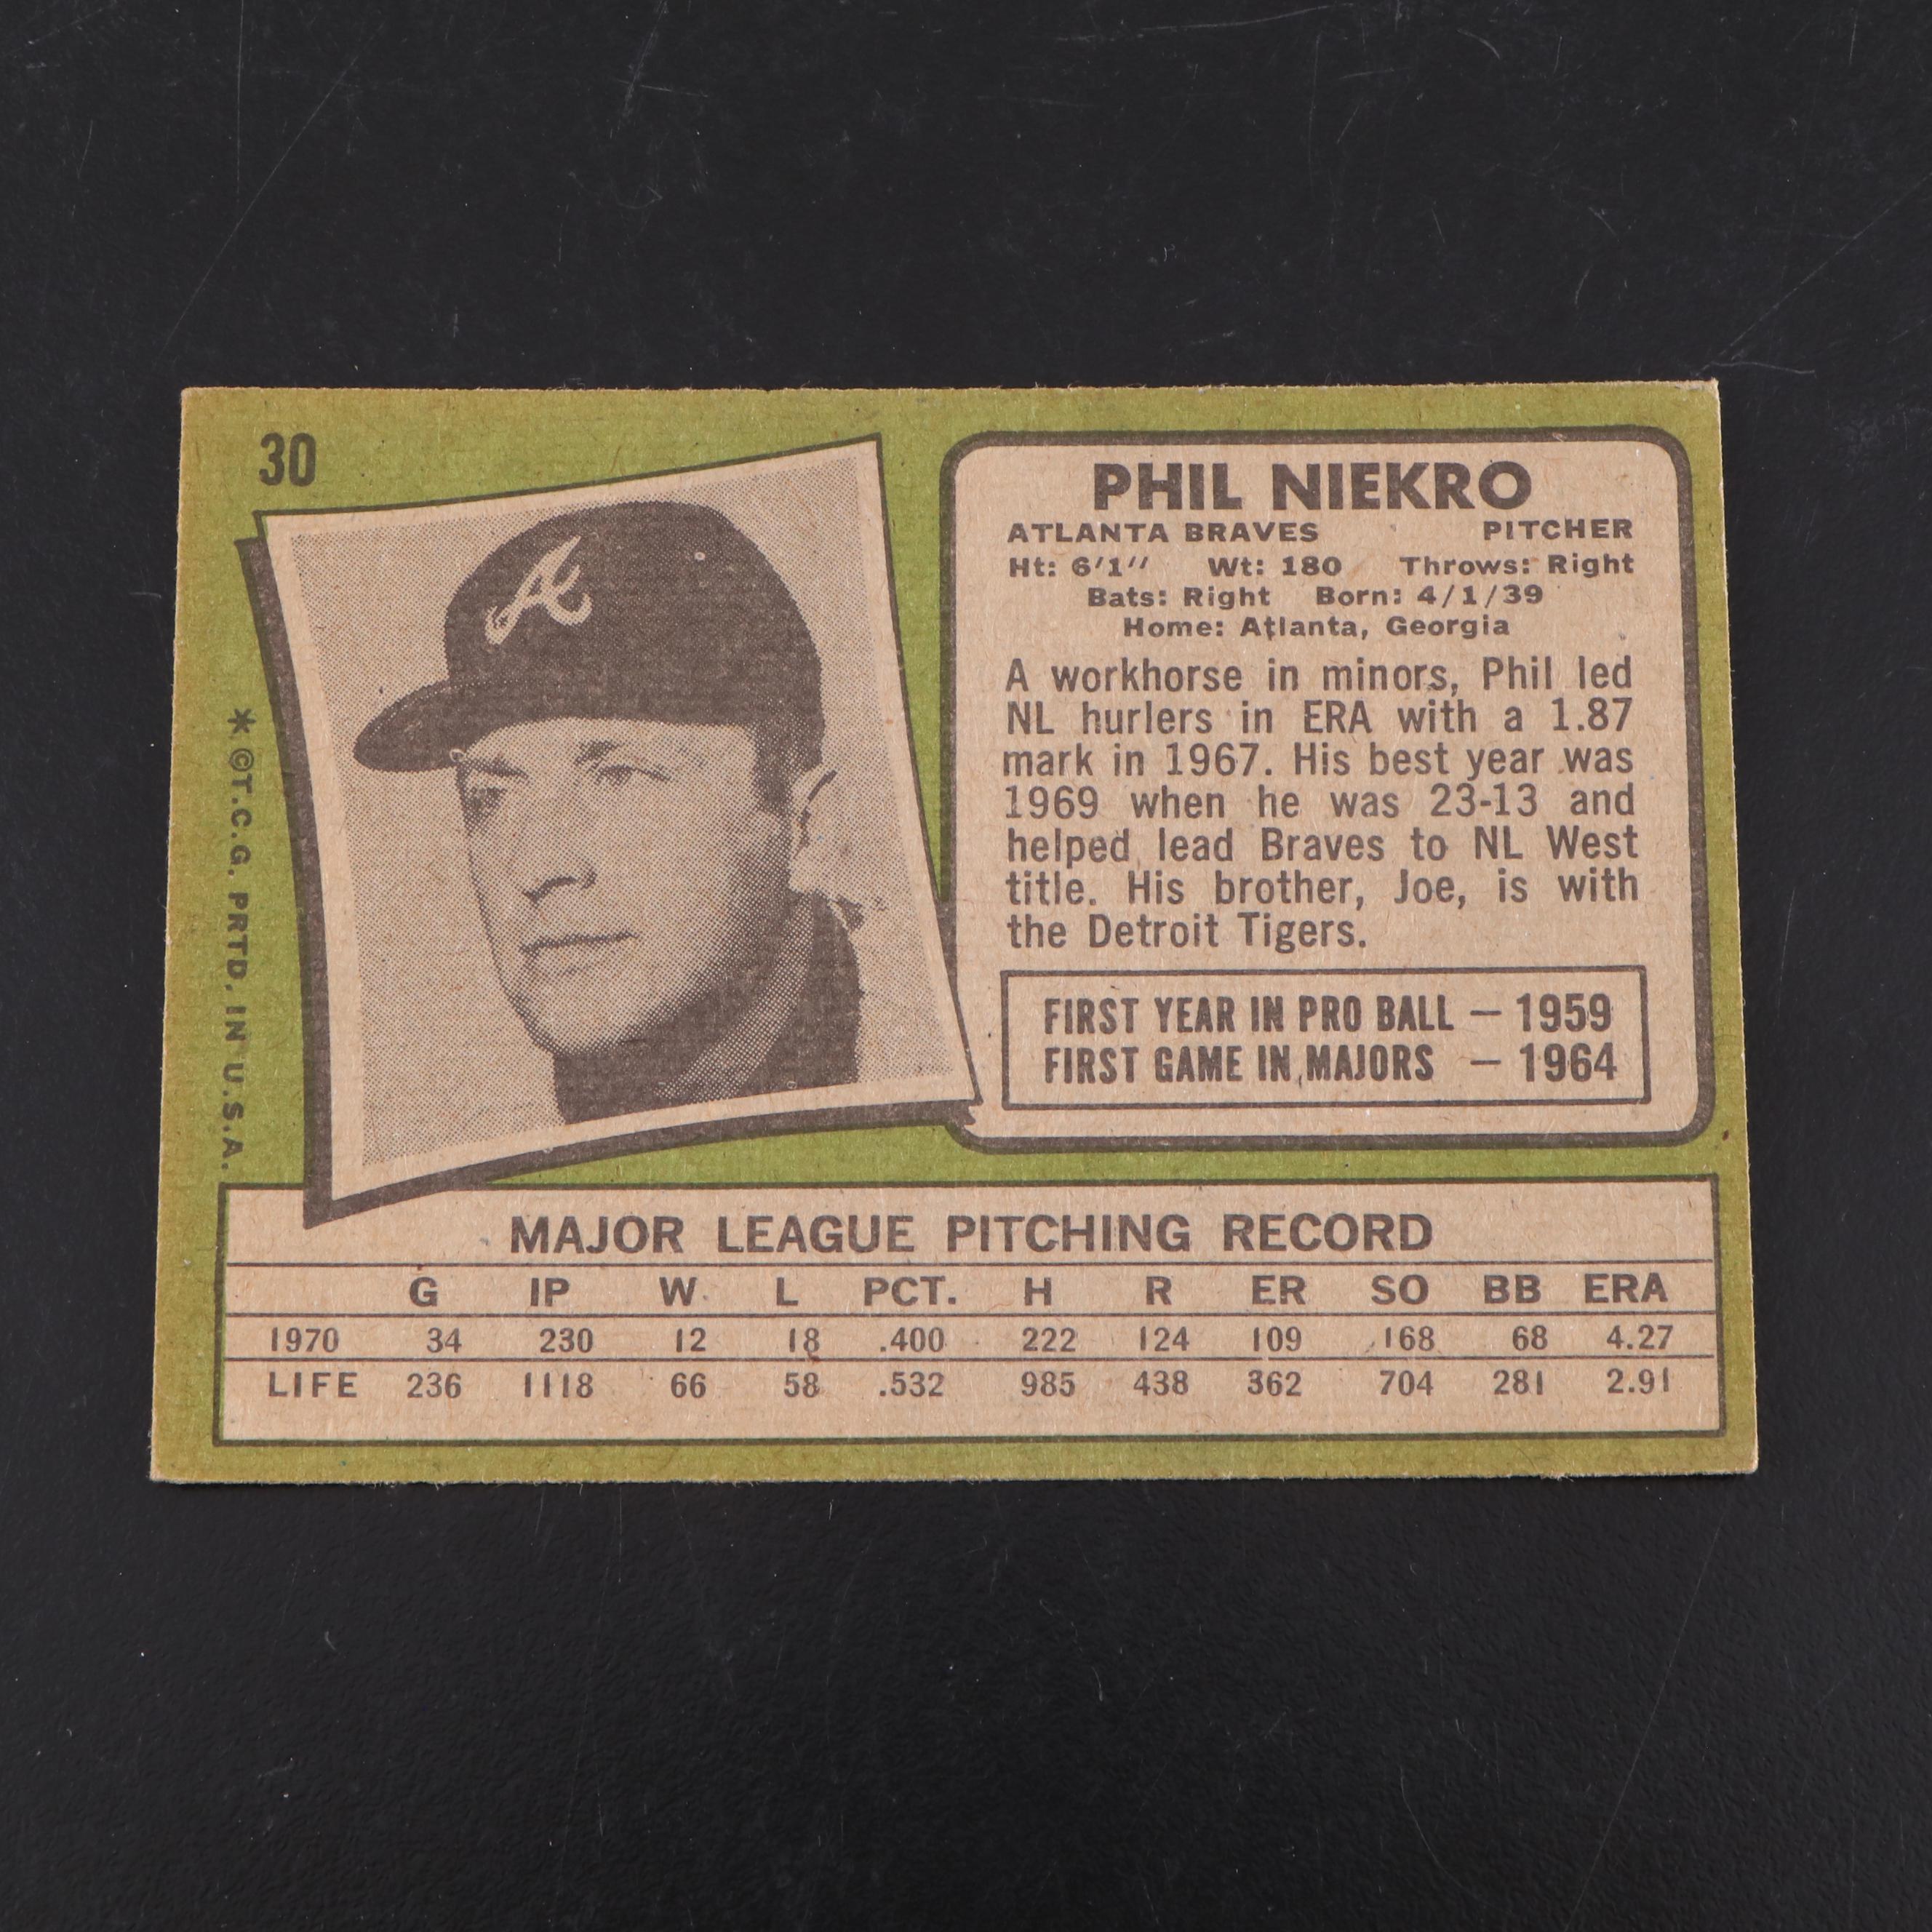 30
PHIL NIEKRO
ATLANTA BRAVES PITCHER
Ht: 6'1" Wt: 180 Throws: Right
Bats: Right Born: 4/1/39
Home: Atlanta, Georgia
A workhorse in minors, Phil led
NL hurlers in ERA with a 1.87
mark in 1967. His best year was
1969 when he was 23-13 and
helped lead Braves to NL West
title. His brother, Joe, is with
the Detroit Tigers.
FIRST YEAR IN PRO BALL — 1959
FIRST GAME IN MAJORS — 1964
A
* ©T.C.G. PRTD. IN U.S.A.
MAJOR LEAGUE PITCHING RECORD
G IP W L PCT. H R ER SO BB ERA
1970 34 230 12 18 .400 222 124 109 168 68 4.27
LIFE 236 1118 66 58 .532 985 438 362 704 281 2.91